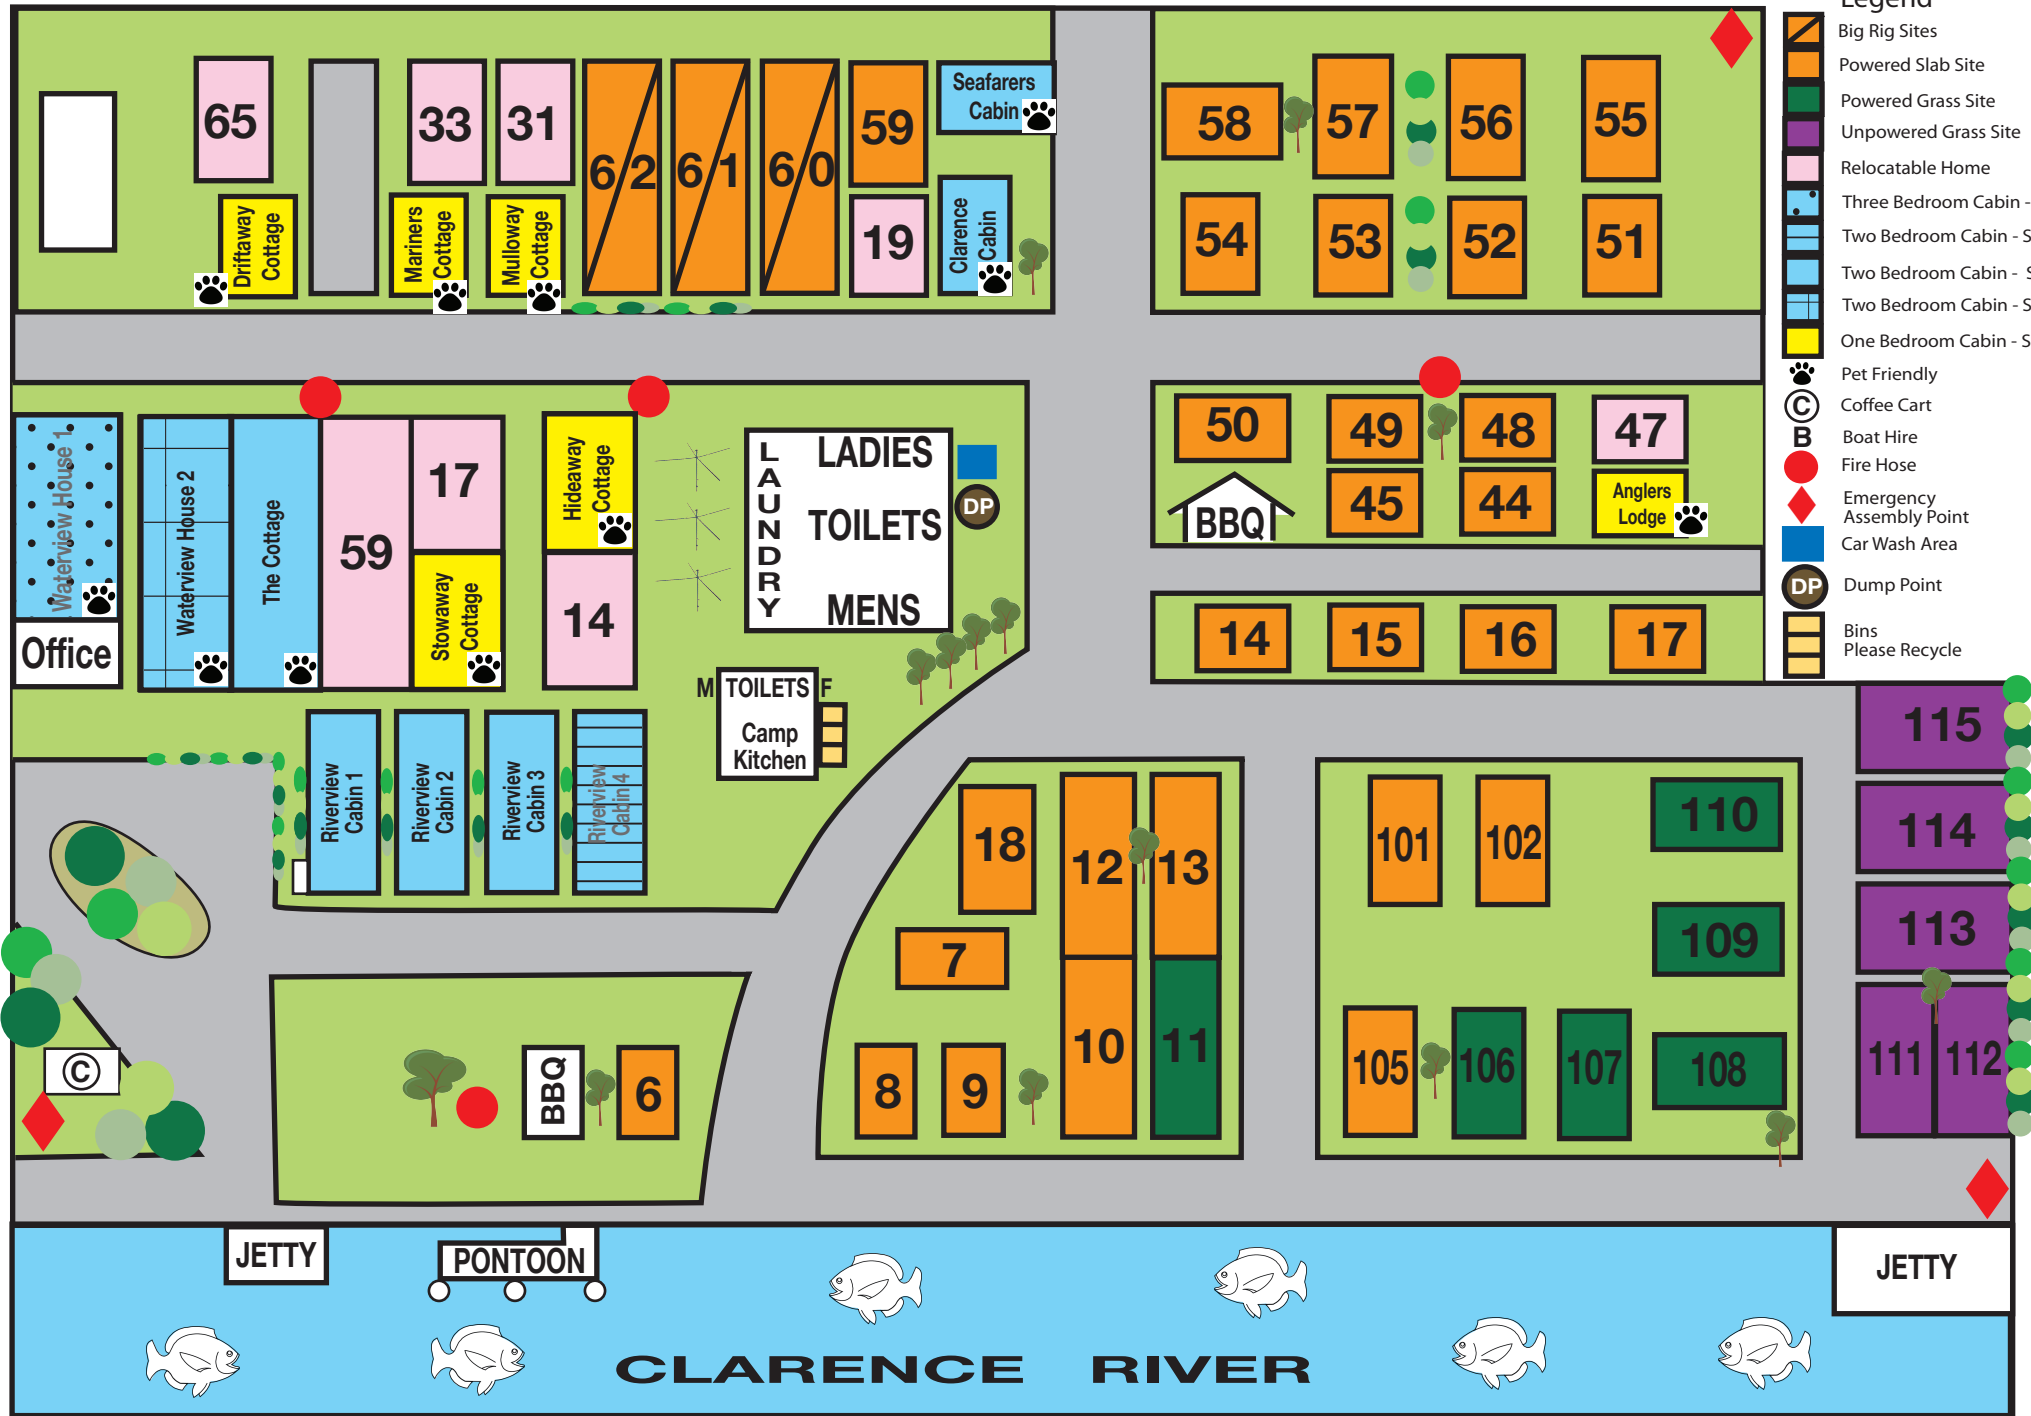 Legend
Big Rig Sites
Powered Slab Site
Powered Grass Site
Unpowered Grass Site
Relocatable Home
Three Bedroom Cabin -
Two Bedroom Cabin - S
Two Bedroom Cabin - S
Two Bedroom Cabin - S
One Bedroom Cabin - S
Pet Friendly
C Coffee Cart
B Boat Hire
Fire Hose
Emergency
Assembly Point
Car Wash Area
DP Dump Point
Bins
Please Recycle
65
33
31
62
61
60
59
Seafarers
Cabin
Driftaway
Cottage
Mariners
Cottage
Mulloway
Cottage
19
Clarence
Cabin
58
57
56
55
54
53
52
51
Waterview House 1
Office
Waterview House 2
The Cottage
59
17
Stowaway
Cottage
Hideaway
Cottage
14
LAUNDRY
LADIES
TOILETS
MENS
DP
50
49
48
47
BBQ
45
44
Anglers
Lodge
14
15
16
17
M TOILETS F
Camp
Kitchen
Riverview
Cabin 1
Riverview
Cabin 2
Riverview
Cabin 3
Riverview
Cabin 4
18
12
13
7
10
11
8
9
101
102
110
109
105
106
107
108
115
114
113
111
112
C
BBQ
6
JETTY
PONTOON
JETTY
CLARENCE RIVER